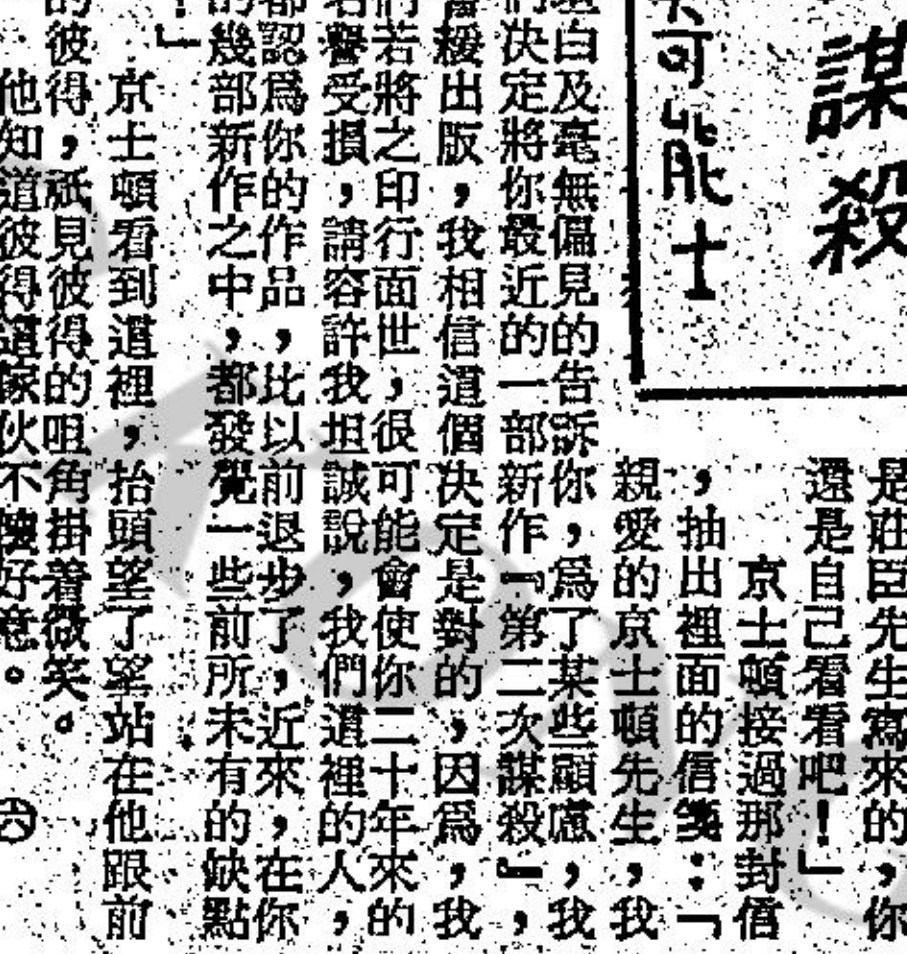 謀殺
可能士
是莊臣先生寫來的,你
還是自己看看吧!」
京士頓接過那封信
,抽出裡面的信箋:「
親愛的京士頓先生,我
白及毫無偏見的告訴你,爲了某些顧慮,我
們決定將你最近的一部新作『第二次謀殺』,
緩出版,我相信這個決定是對的,因爲,我
們若將之印行面世,很可能會使你二十年來的
名譽受損,請容許我坦誠說,我們這裡的人,
都認爲你的作品,比以前退步了,近來,在你
的幾部新作之中,都發覺一些前所未有的缺點
!」
京士頓看到這裡,抬頭望了望站在他跟前
的彼得,祇見彼得的咀角掛着微笑。
他知道彼得這傢伙不懷好意。 ㊅